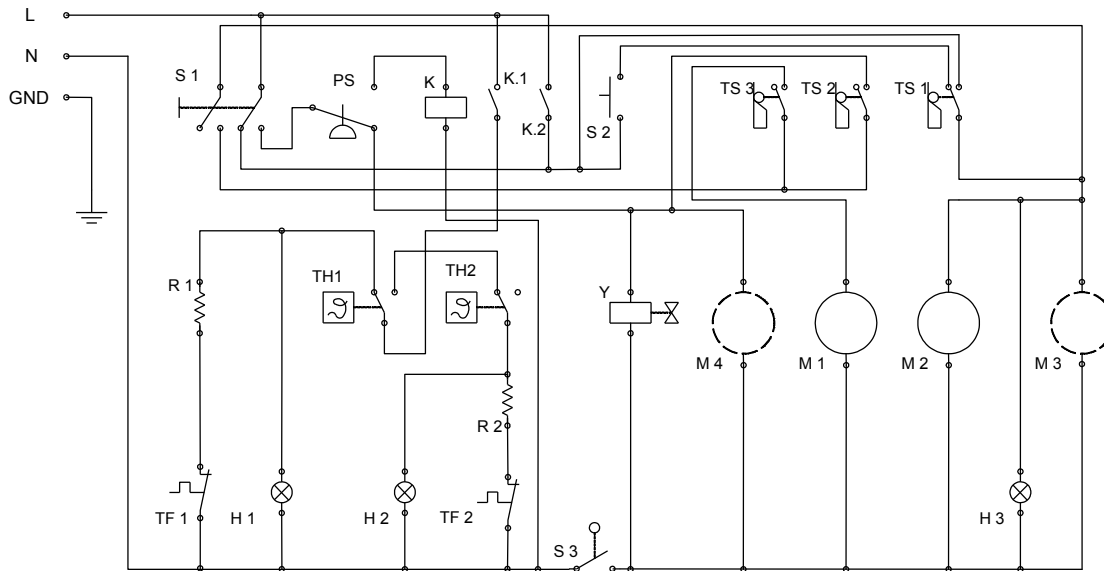 L
N
GND
S 1
PS
K
K.1
K.2
S 2
TS 3
TS 2
TS 1
R 1
TH1
TH2
Y
M 4
M 1
M 2
M 3
R 2
TF 1
H 1
H 2
TF 2
S 3
H 3